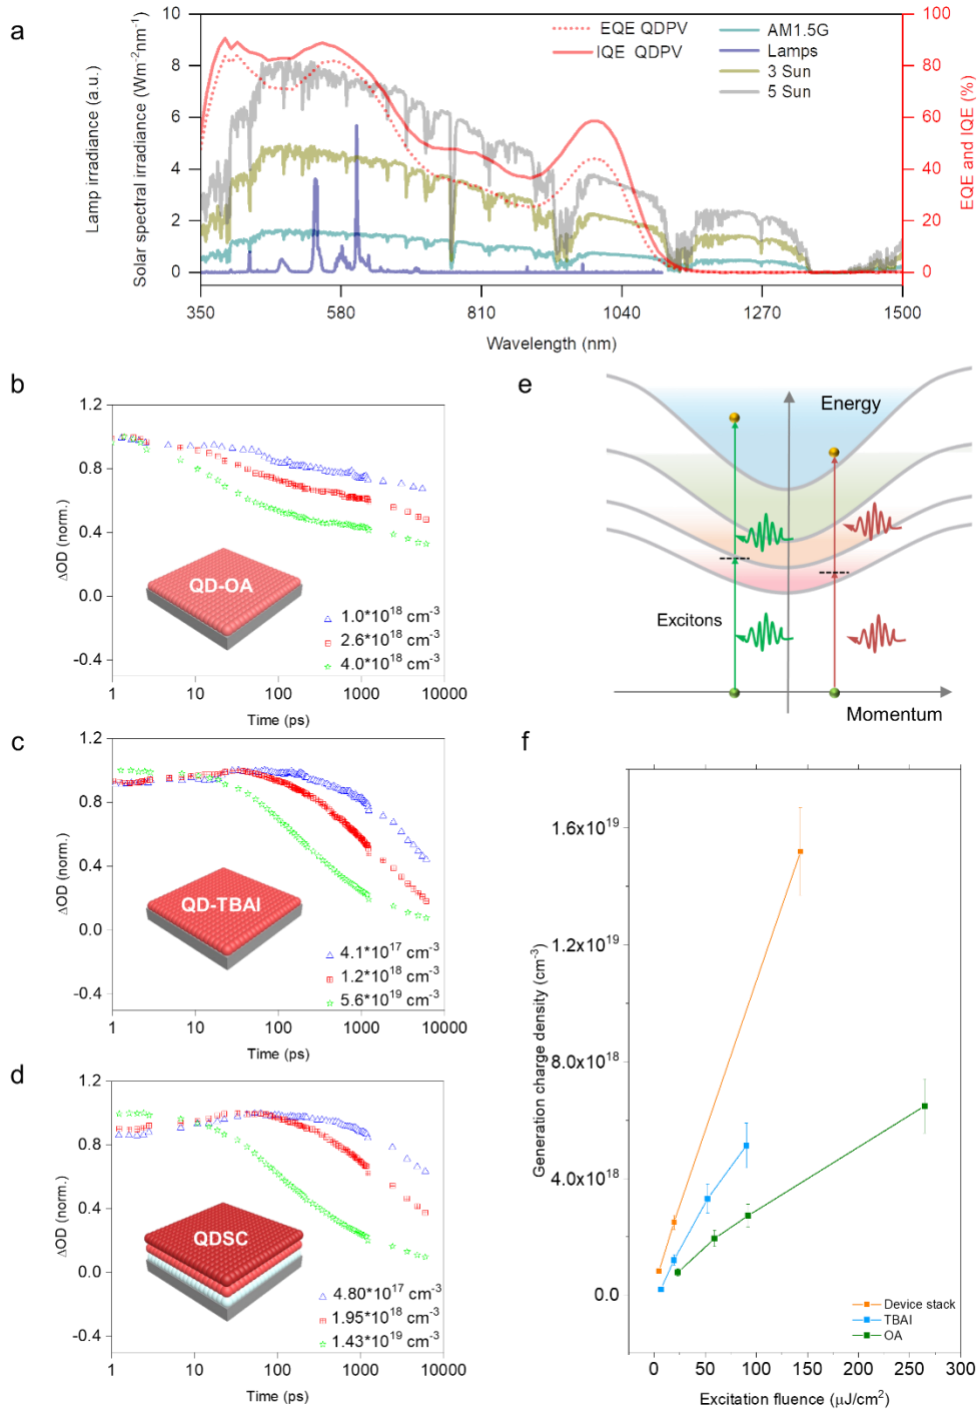 a
Lamp irradiance (a.u.)
Solar spectral irradiance (Wm⁻²nm⁻¹)
10
8
6
4
2
0
EQE QDPV
IQE QDPV
AM1.5G
Lamps
3 Sun
5 Sun
100
80
60
40
20
0
EQE and IQE (%)
350 580 810 1040 1270 1500
Wavelength (nm)
b
ΔOD (norm.)
1.2
0.8
0.4
0.0
-0.4
QD-OA
1.0*10¹⁸ cm⁻³
2.6*10¹⁸ cm⁻³
4.0*10¹⁸ cm⁻³
1 10 100 1000 10000
Time (ps)
c
ΔOD (norm.)
1.2
0.8
0.4
0.0
-0.4
QD-TBAI
4.1*10¹⁷ cm⁻³
1.2*10¹⁸ cm⁻³
5.6*10¹⁹ cm⁻³
1 10 100 1000 10000
Time (ps)
d
ΔOD (norm.)
1.2
0.8
0.4
0.0
-0.4
QDSC
4.80*10¹⁷ cm⁻³
1.95*10¹⁸ cm⁻³
1.43*10¹⁹ cm⁻³
1 10 100 1000 10000
Time (ps)
e
Energy
Excitons
Momentum
f
Generation charge density (cm⁻³)
1.6x10¹⁹
1.2x10¹⁹
8.0x10¹⁸
4.0x10¹⁸
0.0
Device stack
TBAI
OA
0 50 100 150 200 250 300
Excitation fluence (μJ/cm²)